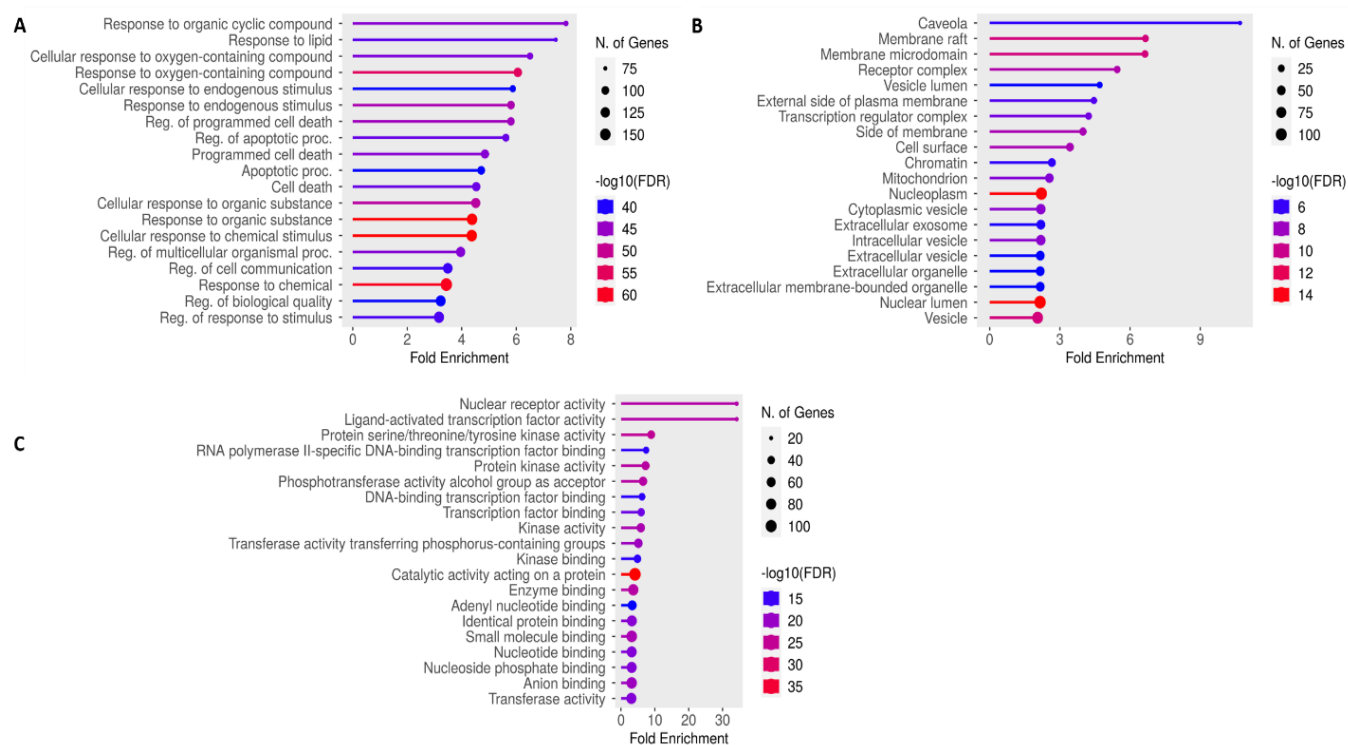 A
Response to organic cyclic compound
Response to lipid
Cellular response to oxygen-containing compound
Response to oxygen-containing compound
Cellular response to endogenous stimulus
Response to endogenous stimulus
Reg. of programmed cell death
Reg. of apoptotic proc.
Programmed cell death
Apoptotic proc.
Cell death
Cellular response to organic substance
Response to organic substance
Cellular response to chemical stimulus
Reg. of multicellular organismal proc.
Reg. of cell communication
Response to chemical
Reg. of biological quality
Reg. of response to stimulus
0 2 4 6 8
Fold Enrichment
N. of Genes
75
100
125
150
-log10(FDR)
40
45
50
55
60
B
Caveola
Membrane raft
Membrane microdomain
Receptor complex
Vesicle lumen
External side of plasma membrane
Transcription regulator complex
Side of membrane
Cell surface
Chromatin
Mitochondrion
Nucleoplasm
Cytoplasmic vesicle
Extracellular exosome
Intracellular vesicle
Extracellular vesicle
Extracellular organelle
Extracellular membrane-bounded organelle
Nuclear lumen
Vesicle
0 3 6 9
Fold Enrichment
N. of Genes
25
50
75
100
-log10(FDR)
6
8
10
12
14
C
Nuclear receptor activity
Ligand-activated transcription factor activity
Protein serine/threonine/tyrosine kinase activity
RNA polymerase II-specific DNA-binding transcription factor binding
Protein kinase activity
Phosphotransferase activity alcohol group as acceptor
DNA-binding transcription factor binding
Transcription factor binding
Kinase activity
Transferase activity transferring phosphorus-containing groups
Kinase binding
Catalytic activity acting on a protein
Enzyme binding
Adenyl nucleotide binding
Identical protein binding
Small molecule binding
Nucleotide binding
Nucleoside phosphate binding
Anion binding
Transferase activity
0 10 20 30
Fold Enrichment
N. of Genes
20
40
60
80
100
-log10(FDR)
15
20
25
30
35